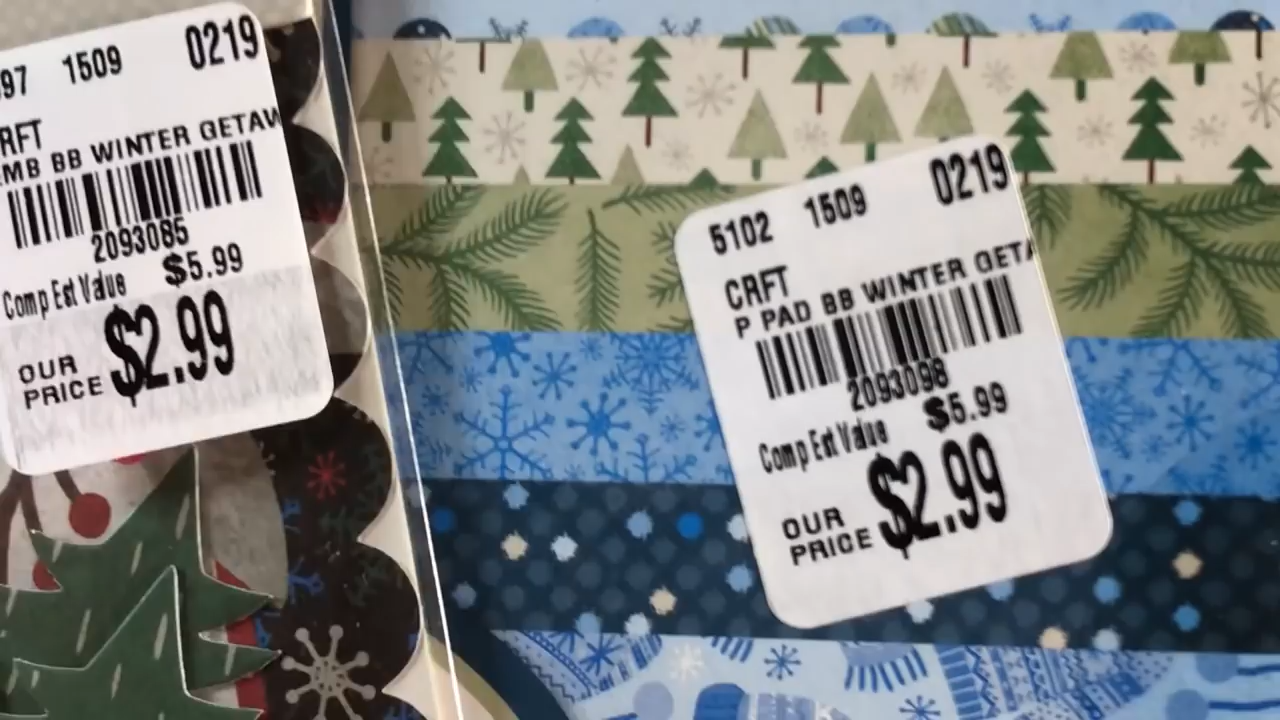 97 1509 0219
CRFT
EMB BB WINTER GETAW
2093085
Comp Est Value $5.99
OUR PRICE $2.99
5102 1509 0219
CRFT
P PAD BB WINTER GETA
2093098
Comp Est Value $5.99
OUR PRICE $2.99